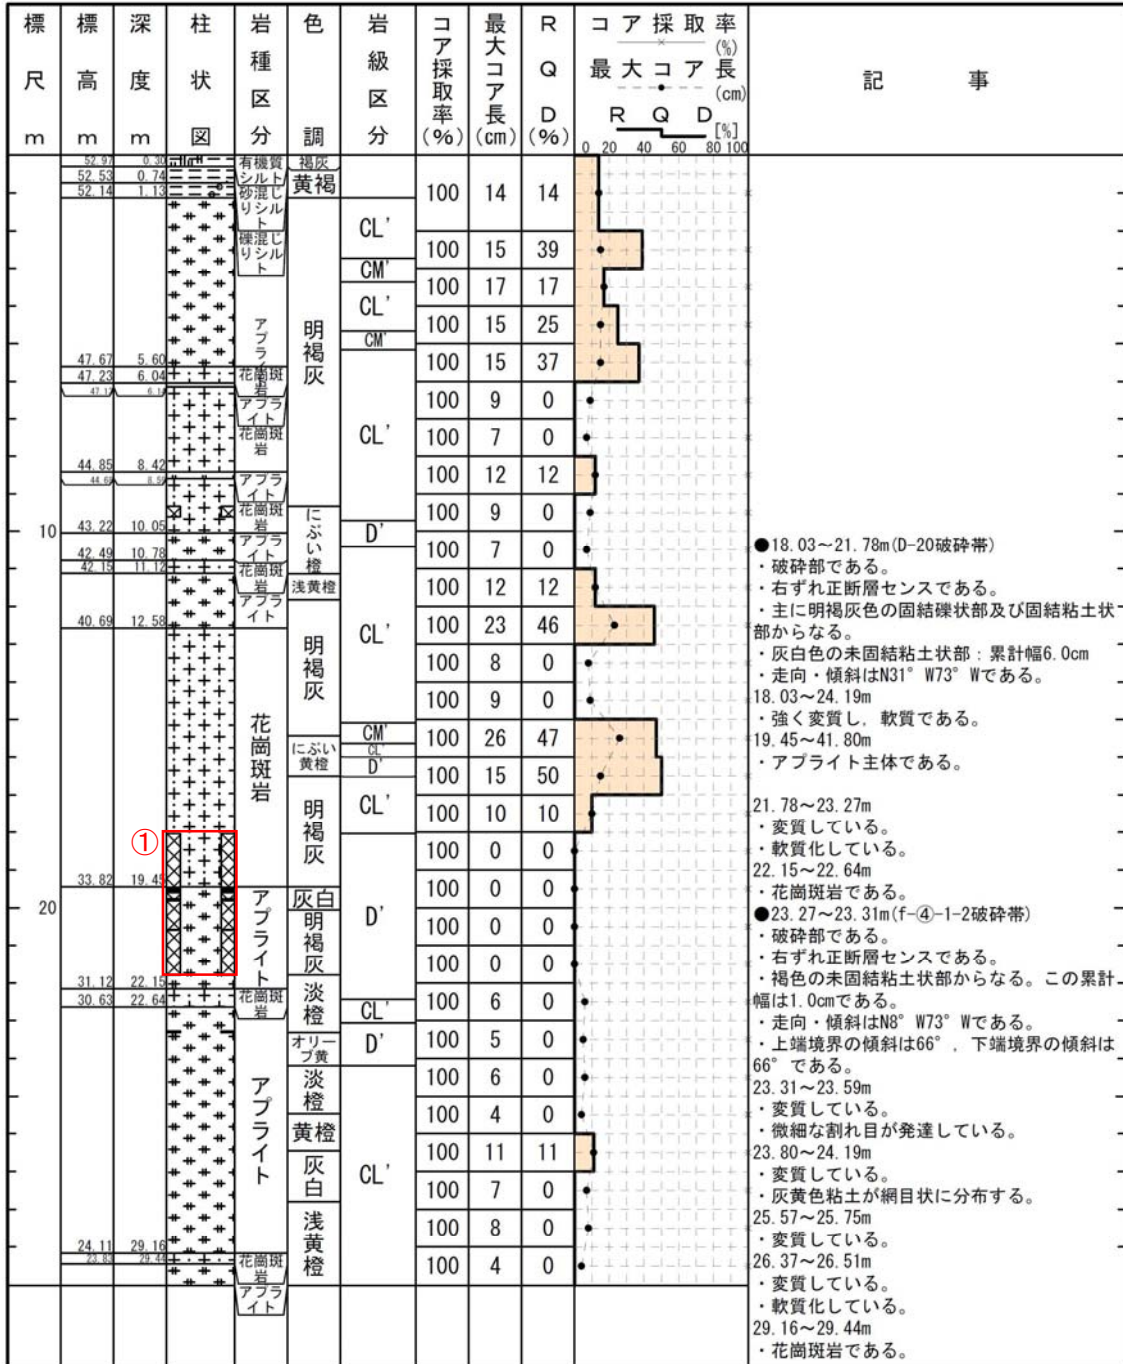 標尺 m
標高 m
深度 m
柱状図
岩種区分
色調
岩級区分
コア採取率(%)
最大コア長(cm)
RQD(%)
コア採取率
(%)
最大コア長
(cm)
RQD
[%]
0 20 40 60 80 100
記事
52.97 0.30 有機質シルト 褐灰
52.53 0.74 砂混じりシルト 黄褐
52.14 1.13 礫混じりシルト
100 14 14
CL'
100 15 39
CM'
100 17 17
CL'
アプライト 明褐灰
100 15 25
CM'
47.67 5.60
100 15 37
47.23 6.04 花崗斑岩
アプライト
100 9 0
花崗斑岩
CL'
100 7 0
44.85 8.42
100 12 12
アプライト
花崗斑岩
100 9 0
10
43.22 10.05
にぶい橙
D'
アプライト
100 7 0
42.49 10.78
42.15 11.12
花崗斑岩
浅黄橙
100 12 12
アプライト
40.69 12.58
100 23 46
CL'
明褐灰
100 8 0
100 9 0
花崗斑岩
CM'
100 26 47
にぶい黄橙
CL'
D'
100 15 50
CL'
明褐灰
100 10 10
①
100 0 0
33.82 19.45
100 0 0
20
アプライト
灰白
D'
明褐灰
100 0 0
100 0 0
31.12 22.15
30.63 22.64
花崗斑岩
淡橙
100 6 0
CL'
オリーブ黄
D'
100 5 0
アプライト
淡橙
100 6 0
100 4 0
黄橙
100 11 11
灰白
CL'
100 7 0
浅黄橙
100 8 0
24.11 29.16
23.83 29.44
花崗斑岩
100 4 0
アプライト
●18.03～21.78m(D-20破砕帯)
・破砕部である。
・右ずれ正断層センスである。
・主に明褐灰色の固結礫状部及び固結粘土状
部からなる。
・灰白色の未固結粘土状部：累計幅6.0cm
・走向・傾斜はN31°W73°Wである。
18.03～24.19m
・強く変質し，軟質である。
19.45～41.80m
・アプライト主体である。
21.78～23.27m
・変質している。
・軟質化している。
22.15～22.64m
・花崗斑岩である。
●23.27～23.31m(f-④-1-2破砕帯)
・破砕部である。
・右ずれ正断層センスである。
・褐色の未固結粘土状部からなる。この累計
幅は1.0cmである。
・走向・傾斜はN8°W73°Wである。
・上端境界の傾斜は66°，下端境界の傾斜は
66°である。
23.31～23.59m
・変質している。
・微細な割れ目が発達している。
23.80～24.19m
・変質している。
・灰黄色粘土が網目状に分布する。
25.57～25.75m
・変質している。
26.37～26.51m
・変質している。
・軟質化している。
29.16～29.44m
・花崗斑岩である。